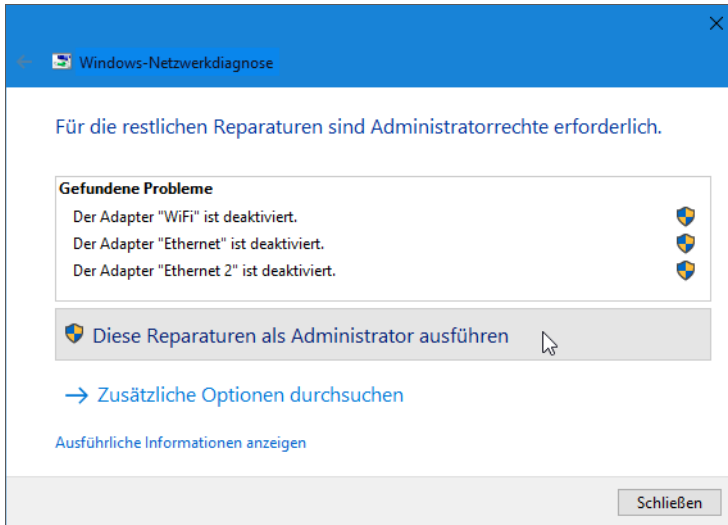 Windows-Netzwerkdiagnose
Für die restlichen Reparaturen sind Administratorrechte erforderlich.
Gefundene Probleme
Der Adapter "WiFi" ist deaktiviert.
Der Adapter "Ethernet" ist deaktiviert.
Der Adapter "Ethernet 2" ist deaktiviert.
Diese Reparaturen als Administrator ausführen
Zusätzliche Optionen durchsuchen
Ausführliche Informationen anzeigen
Schließen